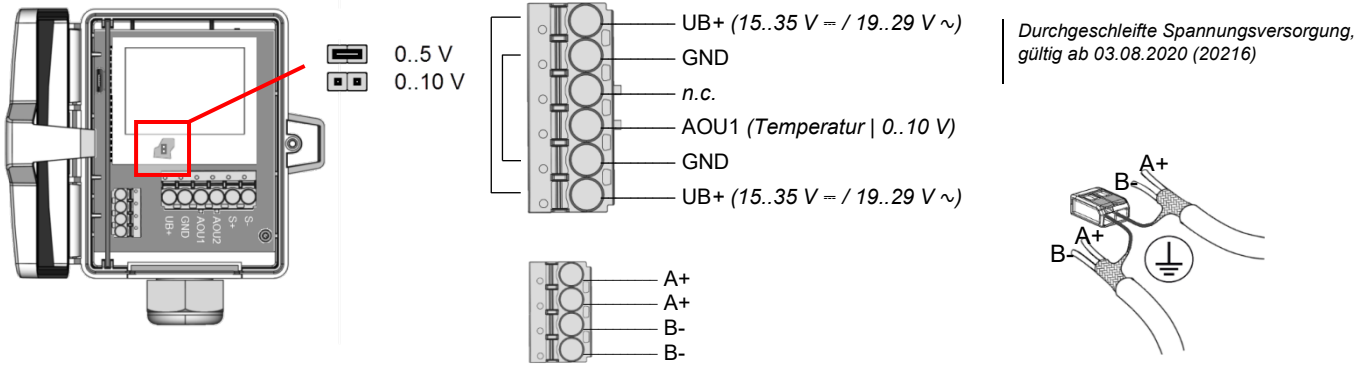 0..5 V
0..10 V
UB+
GND
AOU1
AOU2
S+
S-
UB+ (15..35 V ⎓ / 19..29 V ∿)
GND
n.c.
AOU1 (Temperatur | 0..10 V)
GND
UB+ (15..35 V ⎓ / 19..29 V ∿)
A+
A+
B-
B-
Durchgeschleifte Spannungsversorgung,
gültig ab 03.08.2020 (20216)
A+
B-
A+
B-